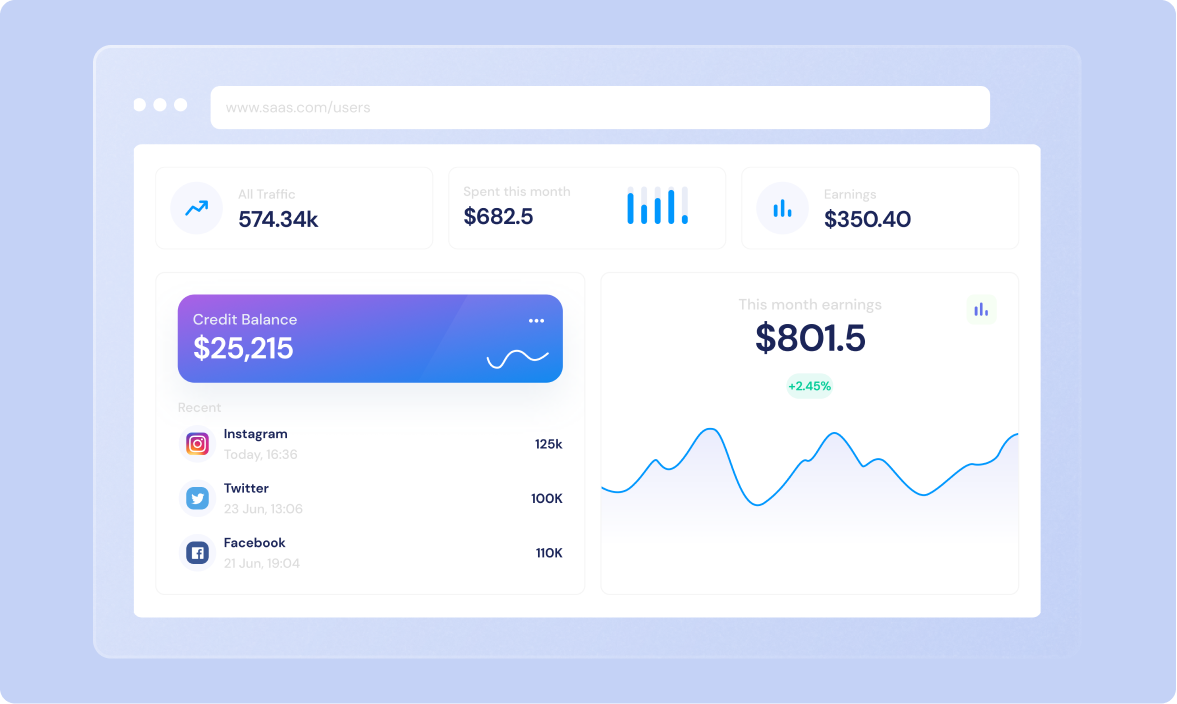 www.saas.com/users
All Traffic
574.34k
Spent this month
$682.5
Earnings
$350.40
Credit Balance
$25,215
Recent
Instagram
Today, 16:36
125k
Twitter
23 Jun, 13:06
100K
Facebook
21 Jun, 19:04
110K
This month earnings
$801.5
+2.45%